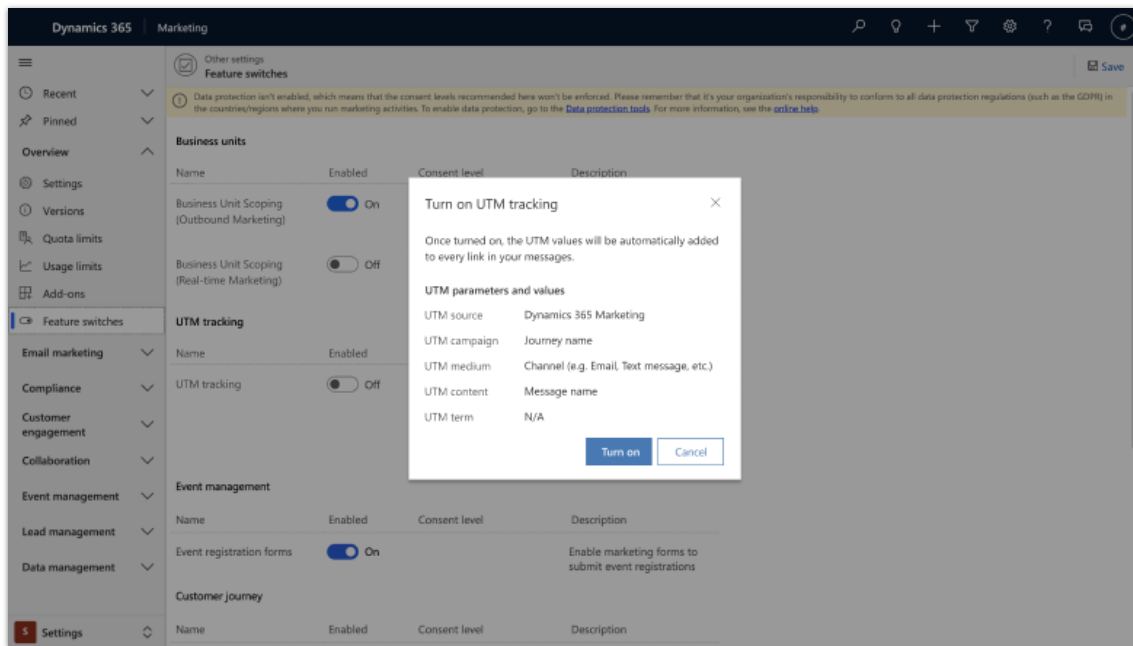 Dynamics 365 Marketing
Other settings
Feature switches
Save
Recent
Pinned
Overview
Settings
Versions
Quota limits
Usage limits
Add-ons
Feature switches
Email marketing
Compliance
Customer
engagement
Collaboration
Event management
Lead management
Data management
S Settings
Data protection isn't enabled, which means that the consent levels recommended here won't be enforced. Please remember that it's your organization's responsibility to conform to all data protection regulations (such as the GDPR) in
the countries/regions where you run marketing activities. To enable data protection, go to the Data protection tools. For more information, see the online help.
Business units
Name Enabled Consent level Description
Business Unit Scoping
(Outbound Marketing)
On
Business Unit Scoping
(Real-time Marketing)
Off
UTM tracking
Name Enabled
UTM tracking Off
Turn on UTM tracking
Once turned on, the UTM values will be automatically added
to every link in your messages.
UTM parameters and values
UTM source Dynamics 365 Marketing
UTM campaign Journey name
UTM medium Channel (e.g. Email, Text message, etc.)
UTM content Message name
UTM term N/A
Turn on Cancel
Event management
Name Enabled Consent level Description
Event registration forms On Enable marketing forms to
submit event registrations
Customer journey
Name Enabled Consent level Description